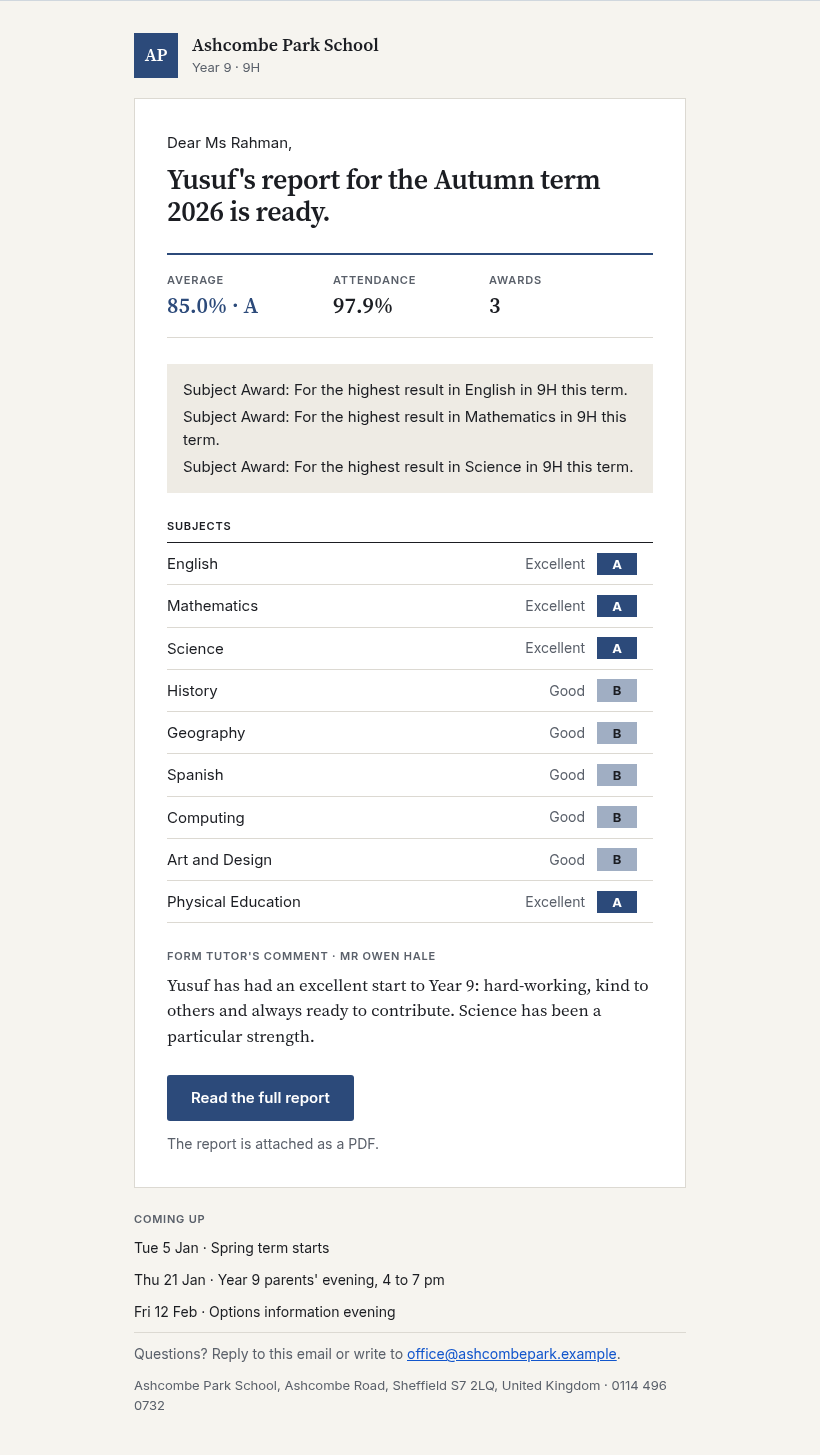 AP
Ashcombe Park School
Year 9 · 9H
Dear Ms Rahman,
Yusuf's report for the Autumn term
2026 is ready.
AVERAGE ATTENDANCE AWARDS
85.0% · A 97.9% 3
Subject Award: For the highest result in English in 9H this term.
Subject Award: For the highest result in Mathematics in 9H this
term.
Subject Award: For the highest result in Science in 9H this term.
SUBJECTS
English Excellent A
Mathematics Excellent A
Science Excellent A
History Good B
Geography Good B
Spanish Good B
Computing Good B
Art and Design Good B
Physical Education Excellent A
FORM TUTOR'S COMMENT · MR OWEN HALE
Yusuf has had an excellent start to Year 9: hard-working, kind to
others and always ready to contribute. Science has been a
particular strength.
Read the full report
The report is attached as a PDF.
COMING UP
Tue 5 Jan · Spring term starts
Thu 21 Jan · Year 9 parents' evening, 4 to 7 pm
Fri 12 Feb · Options information evening
Questions? Reply to this email or write to office@ashcombepark.example.
Ashcombe Park School, Ashcombe Road, Sheffield S7 2LQ, United Kingdom · 0114 496
0732